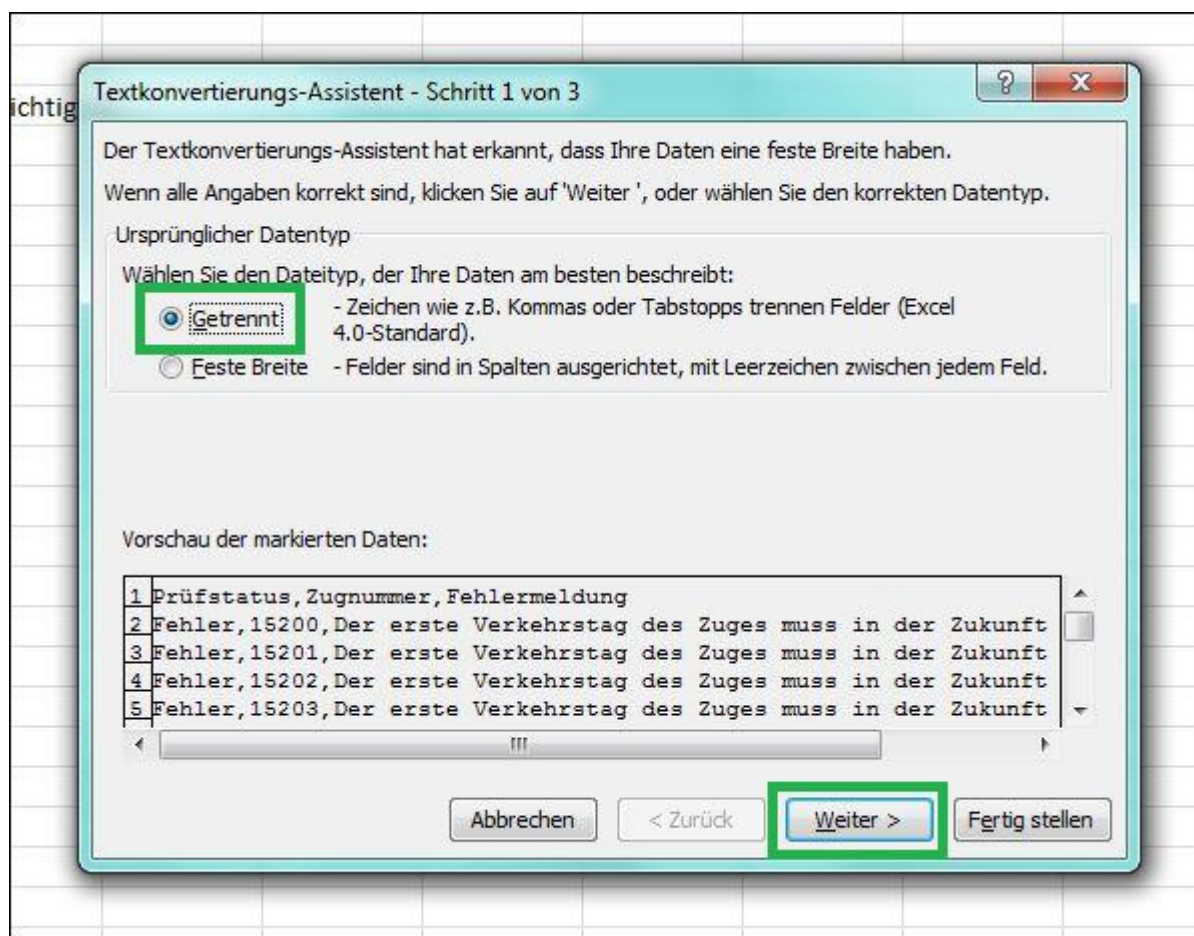 ichtig
Textkonvertierungs-Assistent - Schritt 1 von 3
Der Textkonvertierungs-Assistent hat erkannt, dass Ihre Daten eine feste Breite haben.
Wenn alle Angaben korrekt sind, klicken Sie auf 'Weiter ', oder wählen Sie den korrekten Datentyp.
Ursprünglicher Datentyp
Wählen Sie den Dateityp, der Ihre Daten am besten beschreibt:
Getrennt - Zeichen wie z.B. Kommas oder Tabstopps trennen Felder (Excel
4.0-Standard).
Feste Breite - Felder sind in Spalten ausgerichtet, mit Leerzeichen zwischen jedem Feld.
Vorschau der markierten Daten:
1 Prüfstatus,Zugnummer,Fehlermeldung
2 Fehler,15200,Der erste Verkehrstag des Zuges muss in der Zukunft
3 Fehler,15201,Der erste Verkehrstag des Zuges muss in der Zukunft
4 Fehler,15202,Der erste Verkehrstag des Zuges muss in der Zukunft
5 Fehler,15203,Der erste Verkehrstag des Zuges muss in der Zukunft
Abbrechen < Zurück Weiter > Fertig stellen